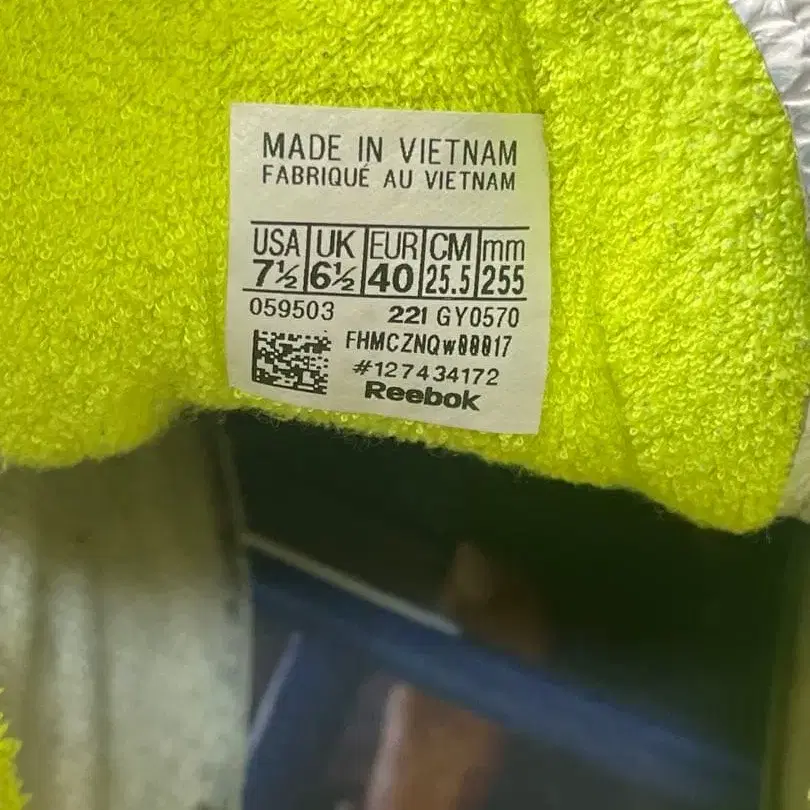 MADE IN VIETNAM
FABRIQUÉ AU VIETNAM
USA UK EUR CM mm
7½ 6½ 40 25.5 255
059503 221 GY0570
FHMCZNQw00017
#127434172
Reebok